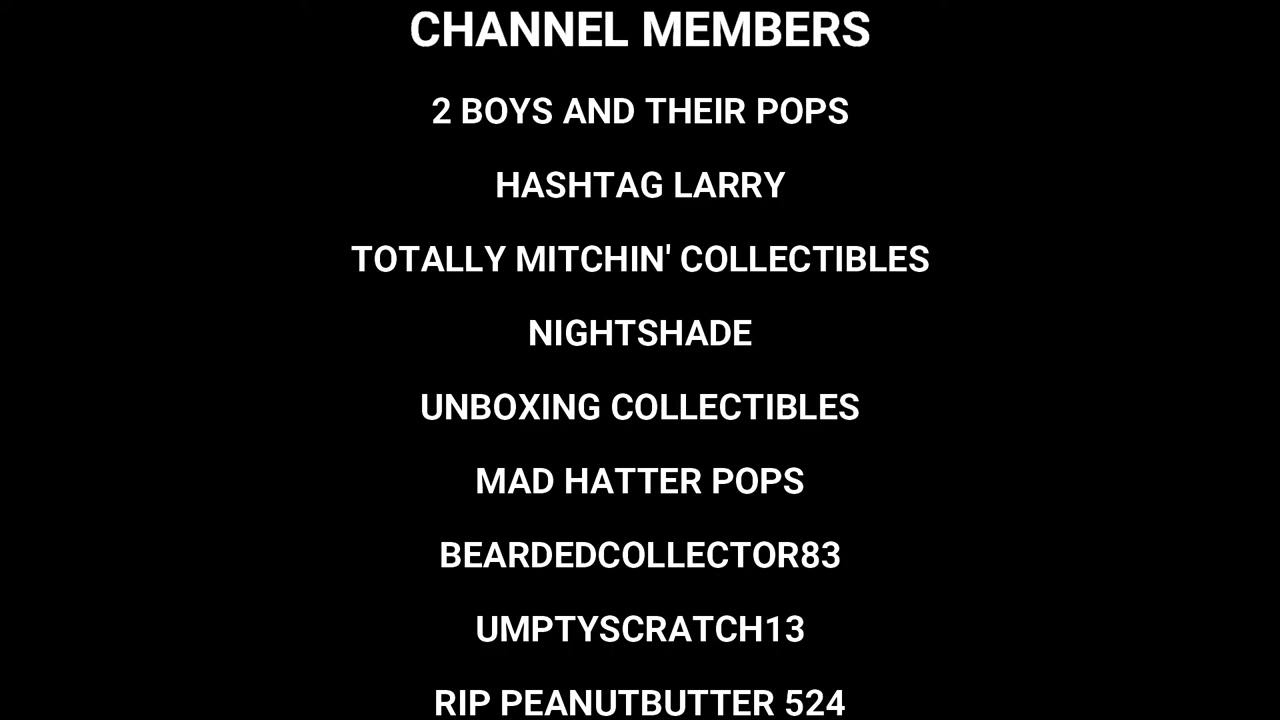 CHANNEL MEMBERS
2 BOYS AND THEIR POPS
HASHTAG LARRY
TOTALLY MITCHIN' COLLECTIBLES
NIGHTSHADE
UNBOXING COLLECTIBLES
MAD HATTER POPS
BEARDEDCOLLECTOR83
UMPTYSCRATCH13
RIP PEANUTBUTTER 524